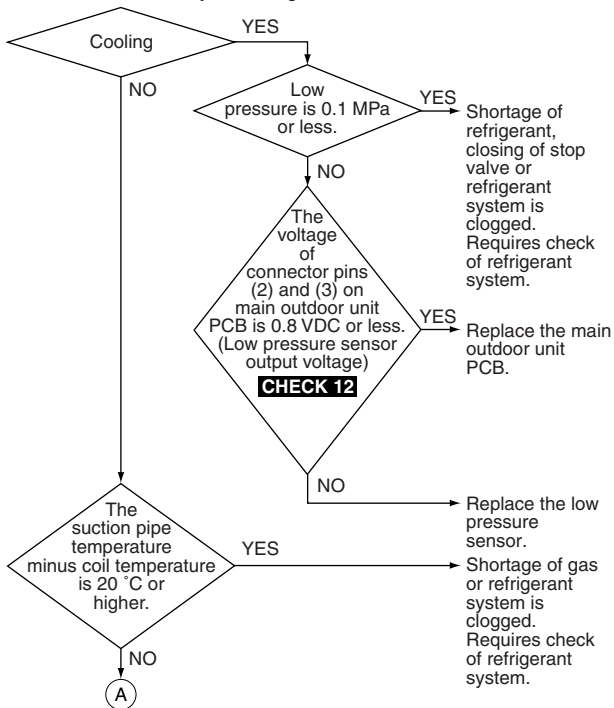 Cooling
YES
NO
Low
pressure is 0.1 MPa
or less.
YES
Shortage of
refrigerant,
closing of stop
valve or
refrigerant
system is
clogged.
Requires check
of refrigerant
system.
NO
The
voltage
of
connector pins
(2) and (3) on
main outdoor unit
PCB is 0.8 VDC or less.
(Low pressure sensor
output voltage)
CHECK 12
YES
Replace the main
outdoor unit
PCB.
NO
Replace the low
pressure
sensor.
The
suction pipe
temperature
minus coil temperature
is 20 ˚C or
higher.
YES
Shortage of gas
or refrigerant
system is
clogged.
Requires check
of refrigerant
system.
NO
A